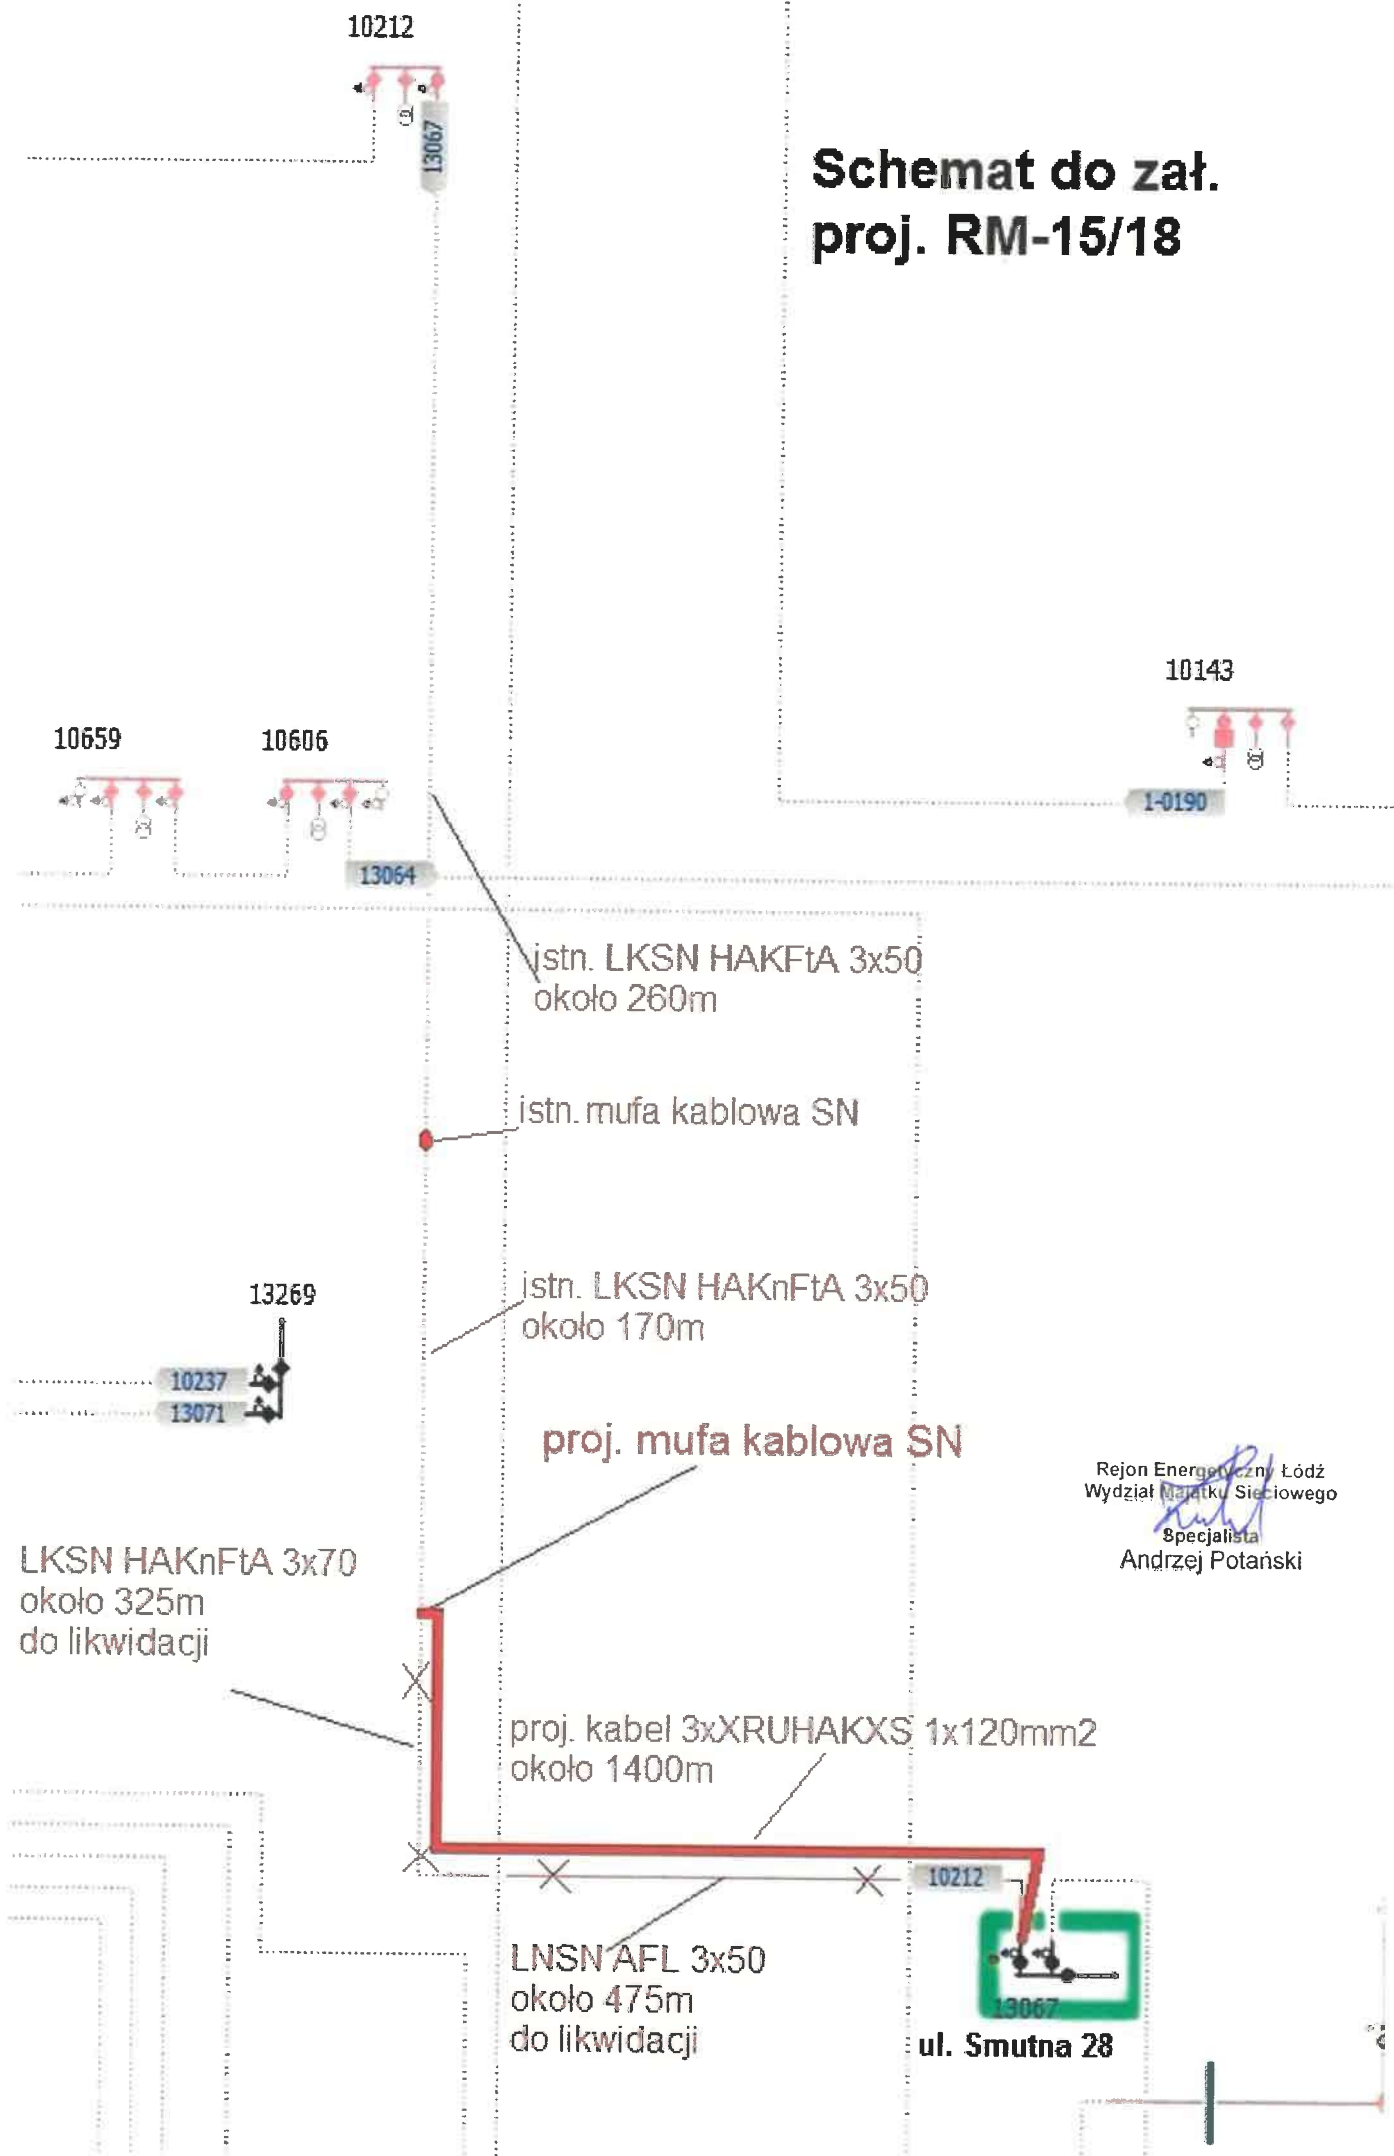 10212
13067
Schemat do zał.
proj. RM-15/18
10143
1-0190
10659
10606
13064
istn. LKSN HAKFtA 3x50
około 260m
istn. mufa kablowa SN
13269
10237
13071
istn. LKSN HAKnFtA 3x50
około 170m
proj. mufa kablowa SN
Rejon Energetyczny Łódź
Wydział Majątku Sieciowego
Specjalista
Andrzej Potański
LKSN HAKnFtA 3x70
około 325m
do likwidacji
proj. kabel 3xXRUHAKXS 1x120mm2
około 1400m
10212
LNSN AFL 3x50
około 475m
do likwidacji
13067
ul. Smutna 28